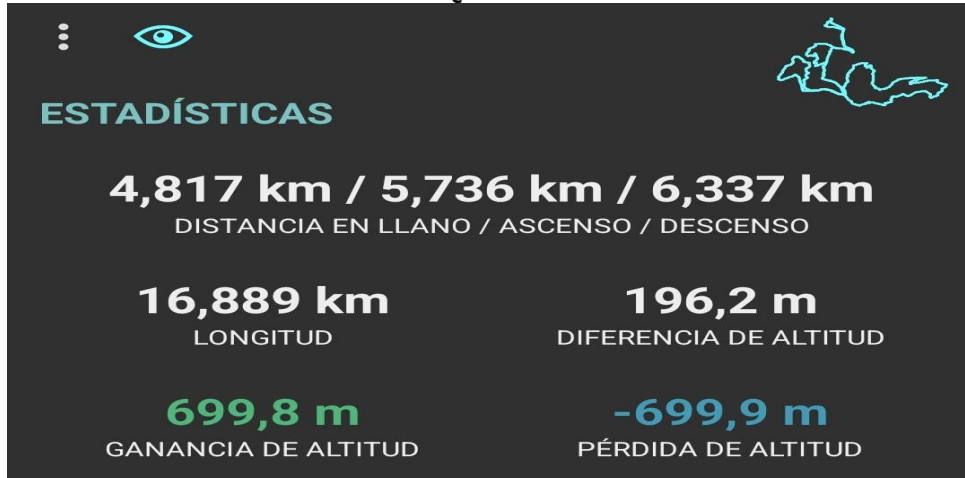 ESTADÍSTICAS
4,817 km / 5,736 km / 6,337 km
DISTANCIA EN LLANO / ASCENSO / DESCENSO
16,889 km 196,2 m
LONGITUD DIFERENCIA DE ALTITUD
699,8 m -699,9 m
GANANCIA DE ALTITUD PÉRDIDA DE ALTITUD